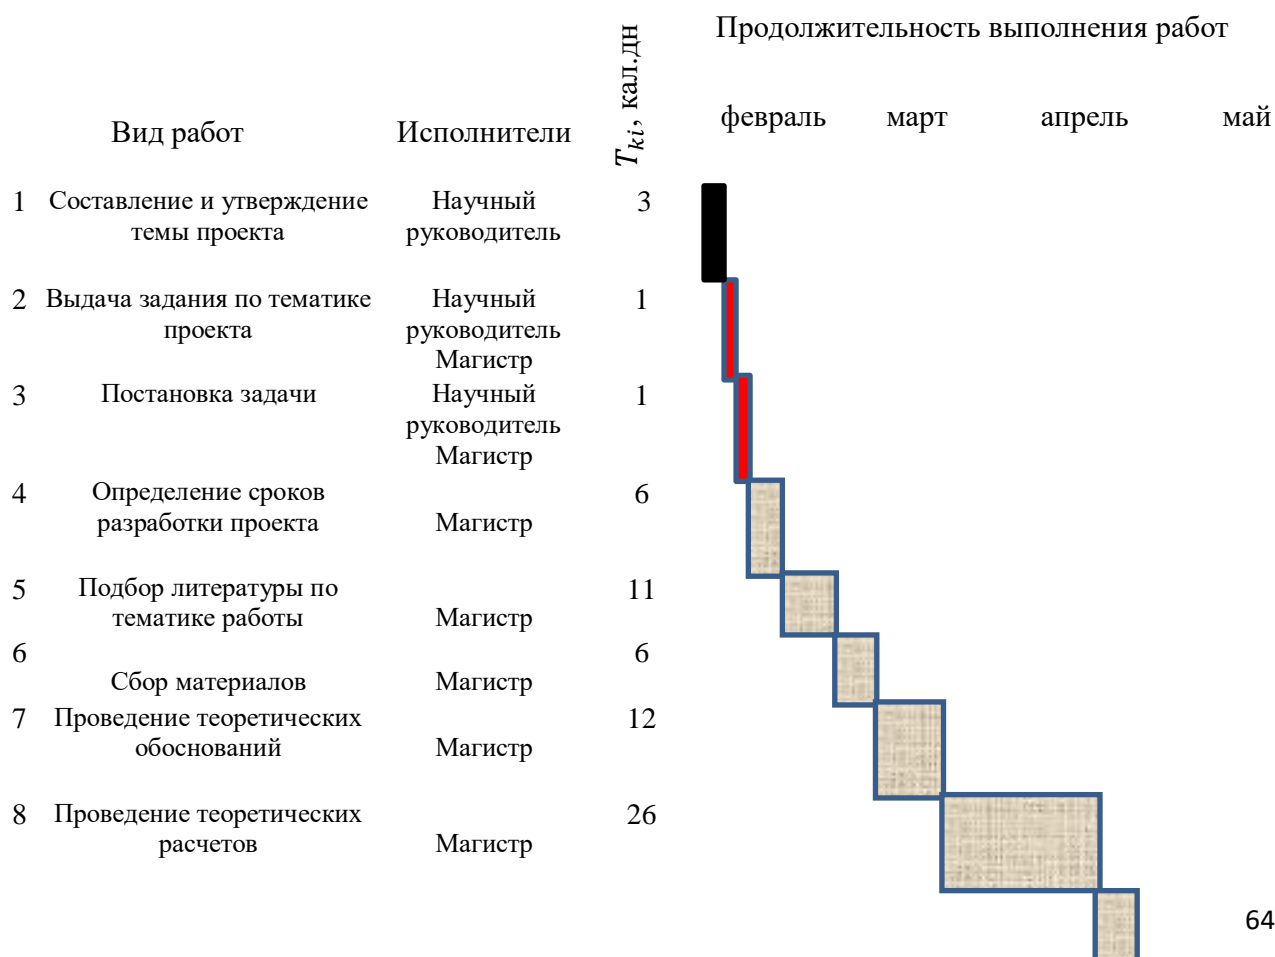 Продолжительность выполнения работ
Вид работ
Исполнители
T_ki, кал.дн
февраль март апрель май
1 Составление и утверждение Научный 3
темы проекта руководитель
2 Выдача задания по тематике Научный 1
проекта руководитель
Магистр
3 Постановка задачи Научный 1
руководитель
Магистр
4 Определение сроков 6
разработки проекта Магистр
5 Подбор литературы по 11
тематике работы Магистр
6 6
Сбор материалов Магистр
7 Проведение теоретических 12
обоснований Магистр
8 Проведение теоретических 26
расчетов Магистр
64